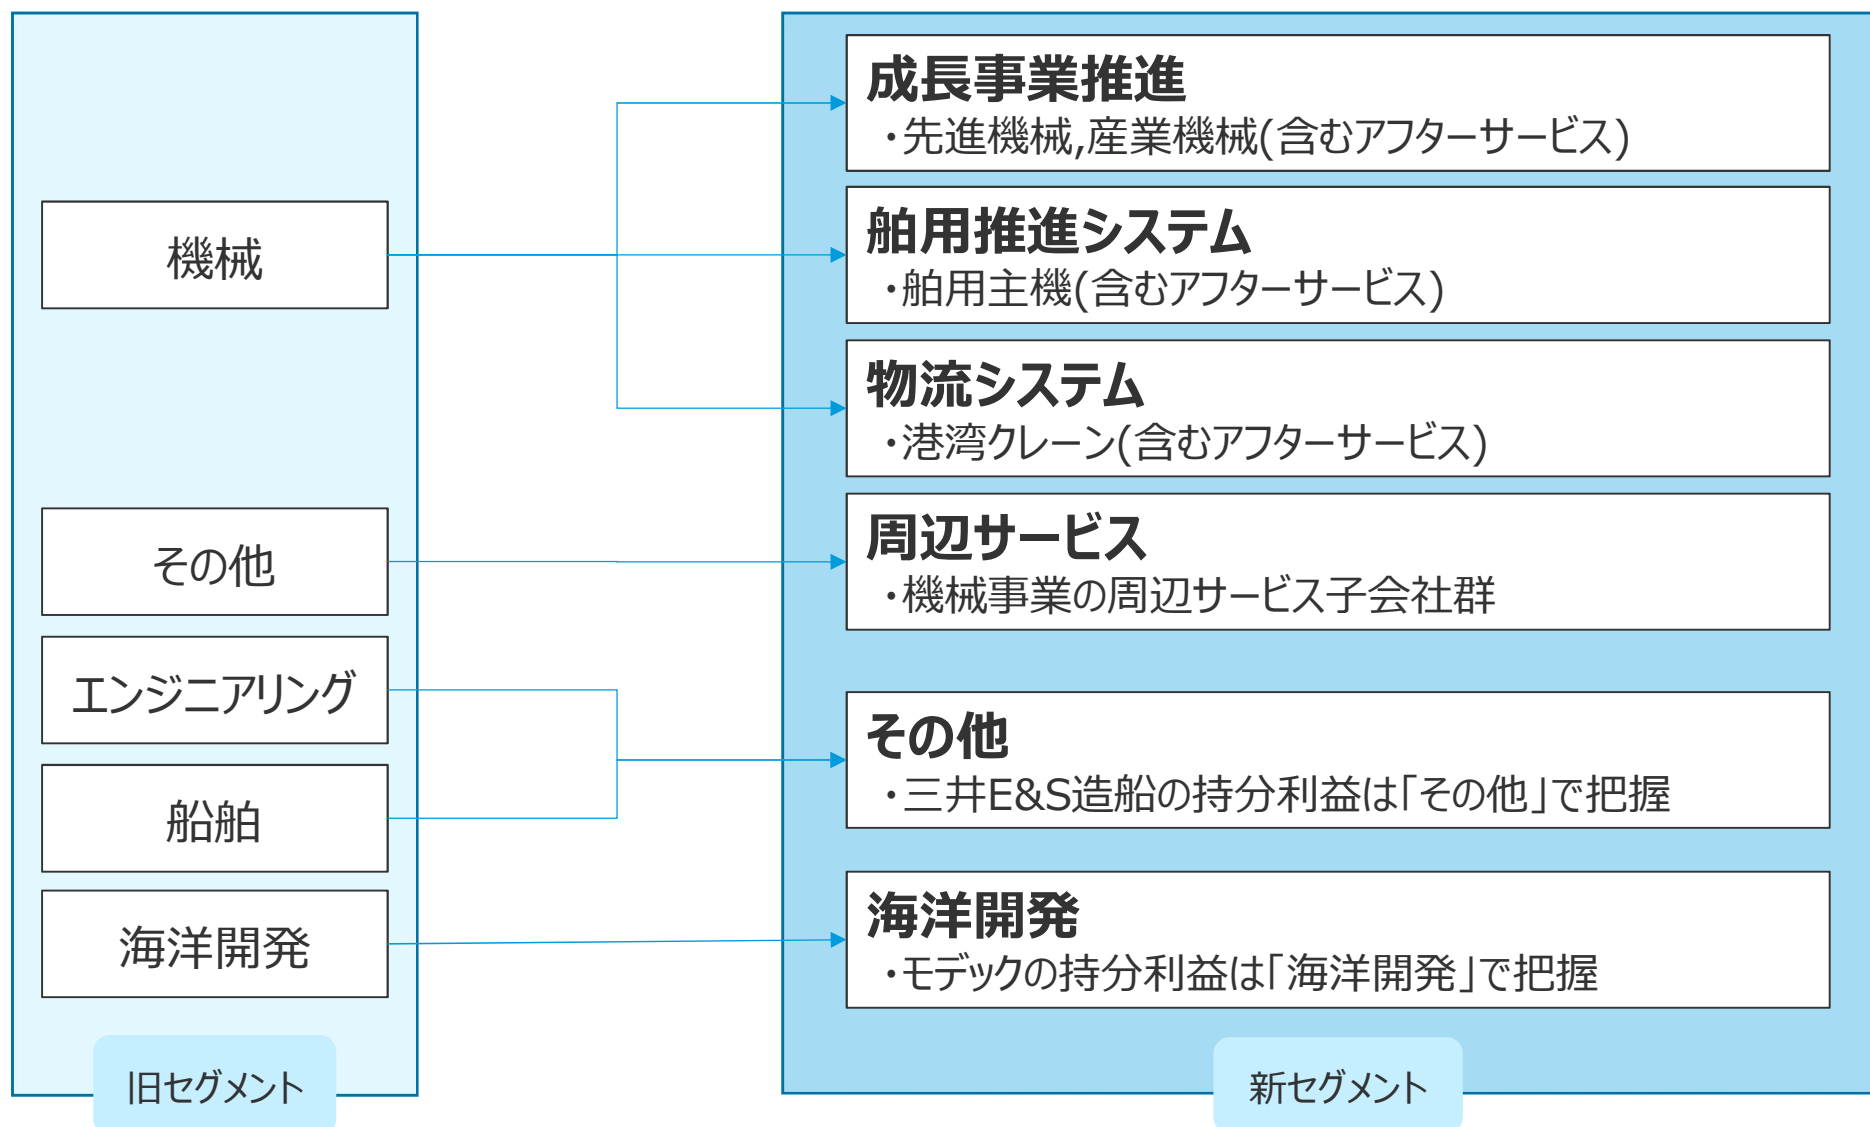 機械
その他
エンジニアリング
船舶
海洋開発
旧セグメント
成長事業推進
・先進機械,産業機械(含むアフターサービス)
舶用推進システム
・舶用主機(含むアフターサービス)
物流システム
・港湾クレーン(含むアフターサービス)
周辺サービス
・機械事業の周辺サービス子会社群
その他
・三井E&S造船の持分利益は「その他」で把握
海洋開発
・モデックの持分利益は「海洋開発」で把握
新セグメント